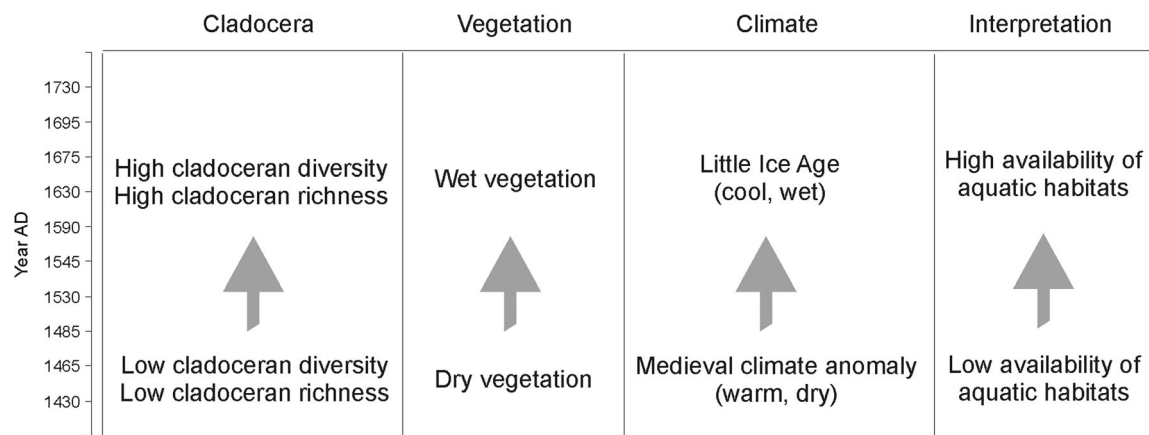 Cladocera
Vegetation
Climate
Interpretation
Year AD
1730
1695
1675
1630
1590
1545
1530
1485
1465
1430
High cladoceran diversity
High cladoceran richness
Wet vegetation
Little Ice Age
(cool, wet)
High availability of
aquatic habitats
Low cladoceran diversity
Low cladoceran richness
Dry vegetation
Medieval climate anomaly
(warm, dry)
Low availability of
aquatic habitats